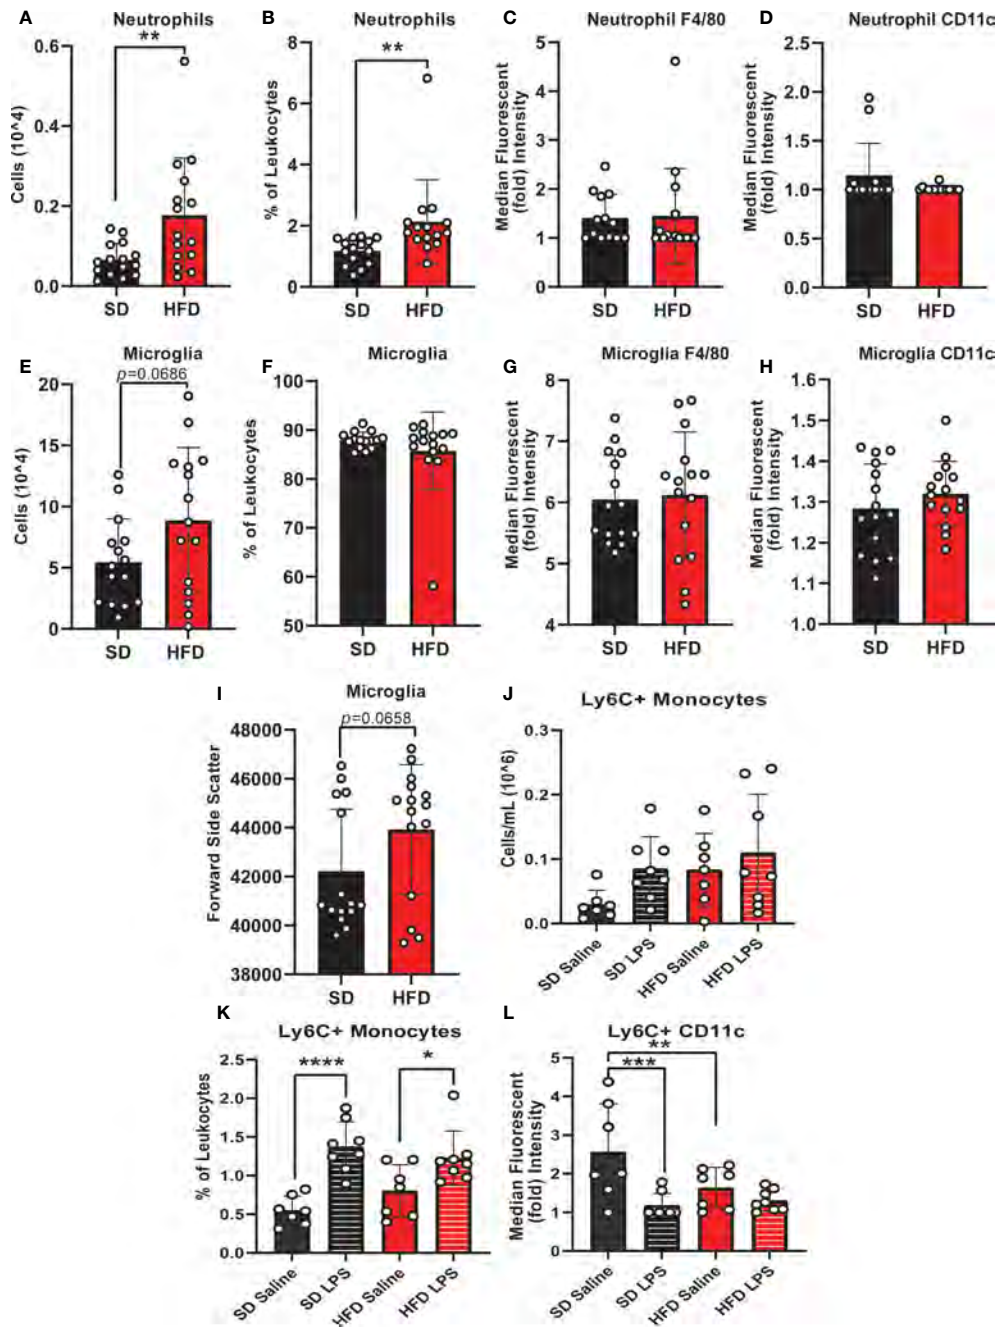 A Neutrophils
**
Cells (10^4)
0.6
0.4
0.2
0.0
SD HFD
B Neutrophils
**
% of Leukocytes
8
6
4
2
0
SD HFD
C Neutrophil F4/80
Median Fluorescent
(fold) Intensity
5
4
3
2
1
0
SD HFD
D Neutrophil CD11c
Median Fluorescent
(fold) Intensity
2.5
2.0
1.5
1.0
0.5
0.0
SD HFD
E Microglia
p=0.0686
Cells (10^4)
20
15
10
5
0
SD HFD
F Microglia
% of Leukocytes
100
90
80
70
60
50
SD HFD
G Microglia F4/80
Median Fluorescent
(fold) Intensity
8
7
6
5
4
SD HFD
H Microglia CD11c
Median Fluorescent
(fold) Intensity
1.6
1.5
1.4
1.3
1.2
1.1
1.0
SD HFD
I Microglia
p=0.0658
Forward Side Scatter
48000
46000
44000
42000
40000
38000
SD HFD
J Ly6C+ Monocytes
Cells/mL (10^6)
0.3
0.2
0.1
0.0
SD Saline
SD LPS
HFD Saline
HFD LPS
K Ly6C+ Monocytes
****
*
% of Leukocytes
2.5
2.0
1.5
1.0
0.5
0.0
SD Saline
SD LPS
HFD Saline
HFD LPS
L Ly6C+ CD11c
**
***
Median Fluorescent
(fold) Intensity
5
4
3
2
1
0
SD Saline
SD LPS
HFD Saline
HFD LPS